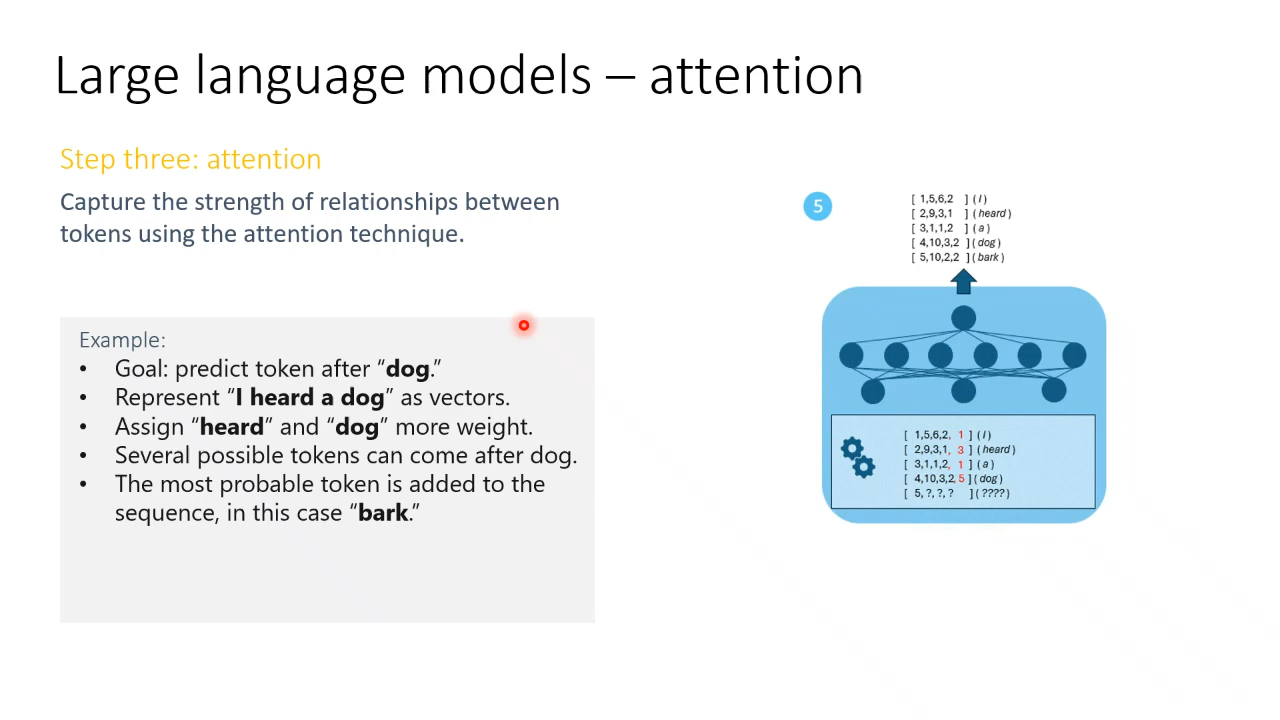 Large language models – attention
Step three: attention
Capture the strength of relationships between
tokens using the attention technique.
Example:
• Goal: predict token after “dog.”
• Represent “I heard a dog” as vectors.
• Assign “heard” and “dog” more weight.
• Several possible tokens can come after dog.
• The most probable token is added to the
sequence, in this case “bark.”
5
[ 1,5,6,2 ] ( I )
[ 2,9,3,1 ] ( heard )
[ 3,1,1,2 ] ( a )
[ 4,10,3,2 ] ( dog )
[ 5,10,2,2 ] ( bark )
[ 1,5,6,2, 1 ] ( I )
[ 2,9,3,1, 3 ] ( heard )
[ 3,1,1,2, 1 ] ( a )
[ 4,10,3,2, 5 ] ( dog )
[ 5, ?, ?, ? ] ( ???? )